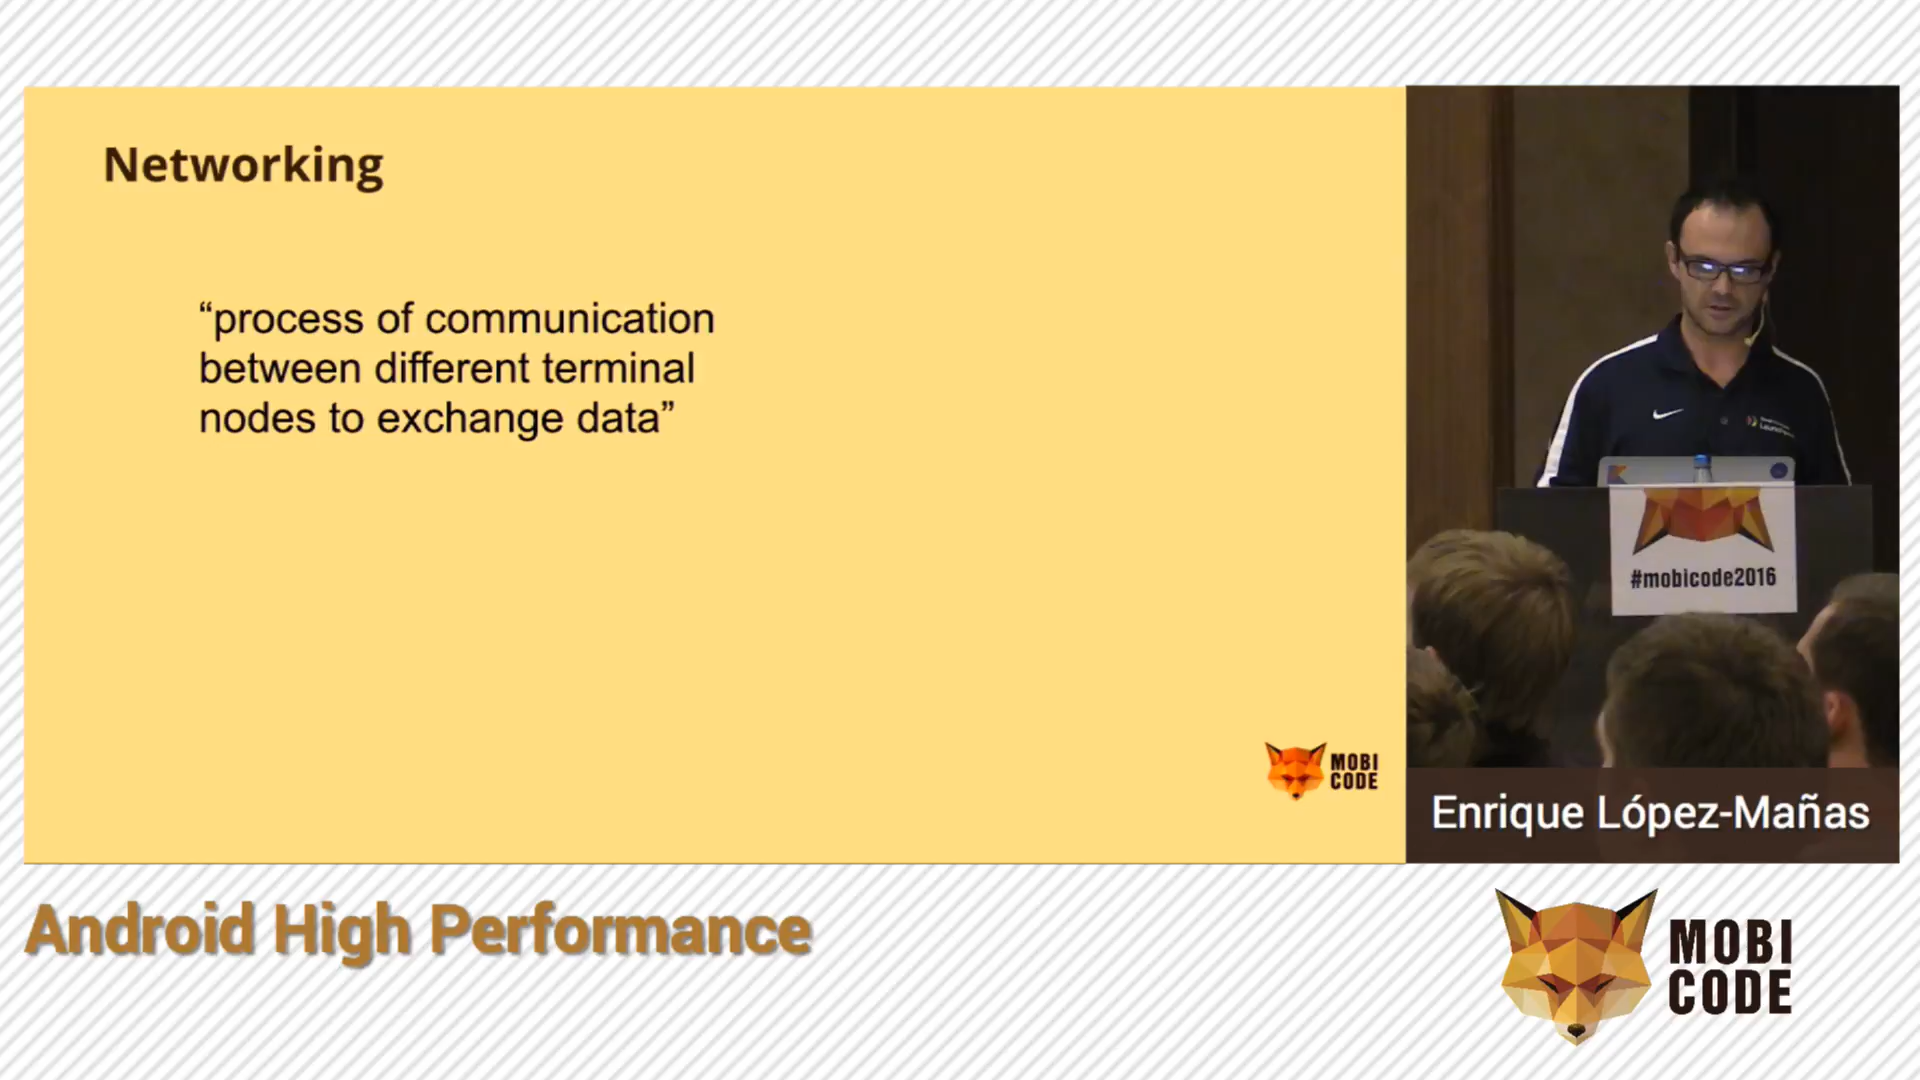 Networking
“process of communication
between different terminal
nodes to exchange data”
MOBI
CODE
#mobicode2016
Enrique López-Mañas
Android High Performance
MOBI
CODE